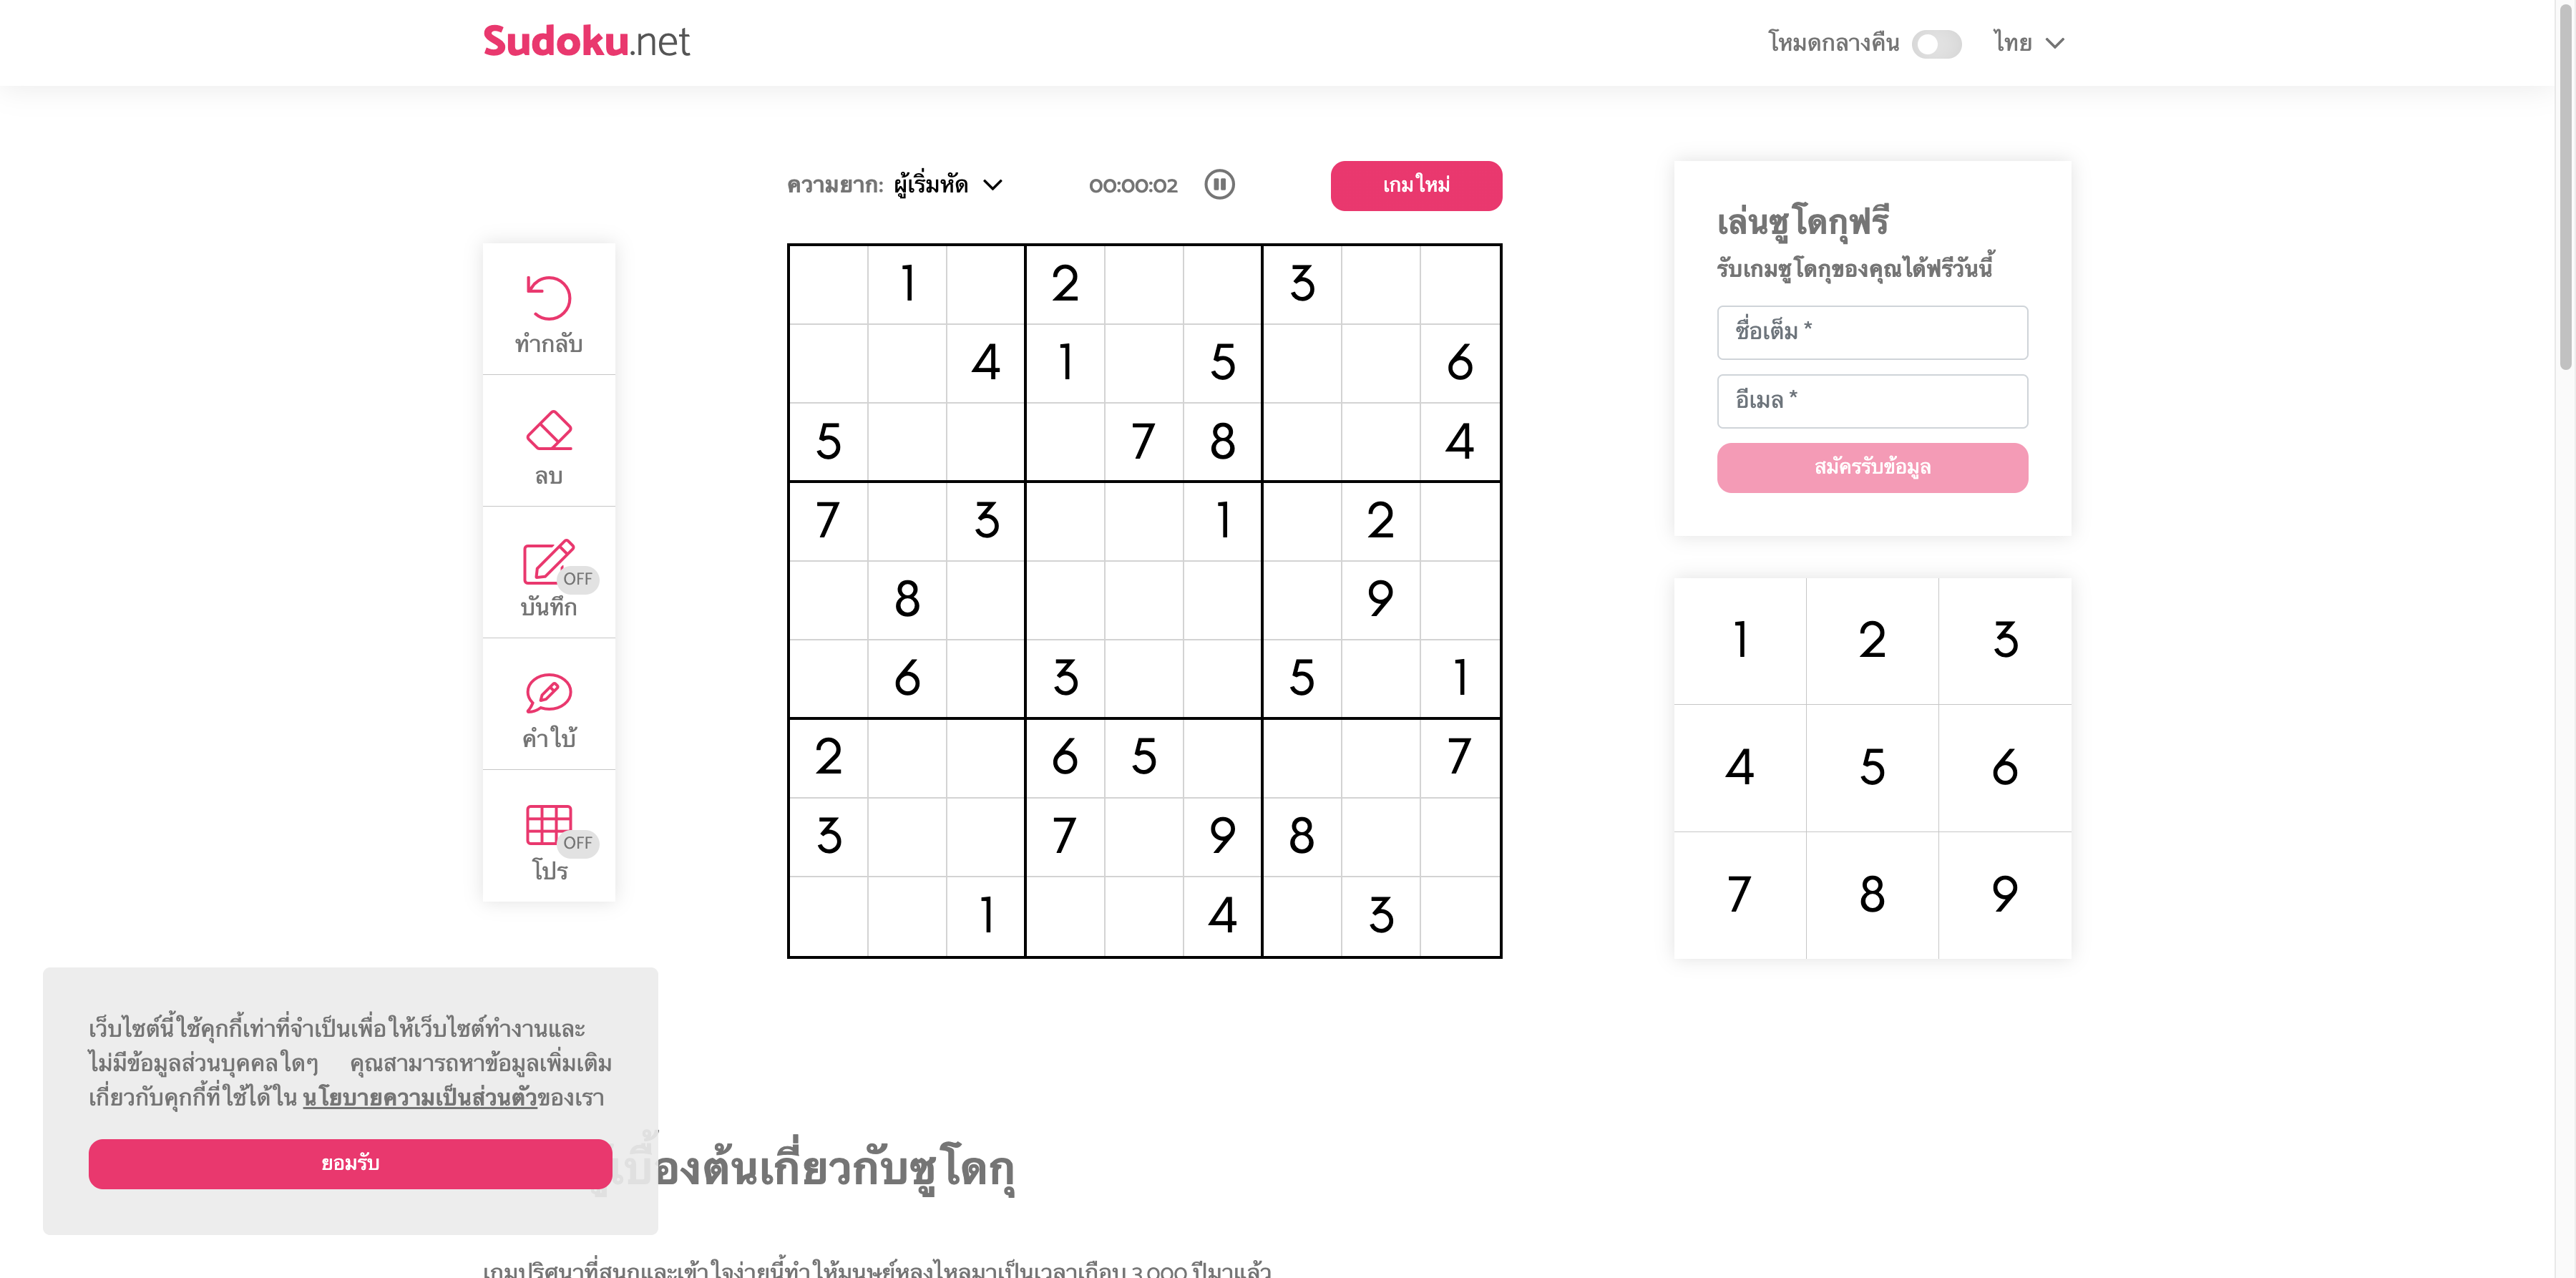 Sudoku.net
โหมดกลางคืน
ไทย
ความยาก: ผู้เริ่มหัด
00:00:02
เกมใหม่
ทำกลับ
ลบ
OFF
บันทึก
คำใบ้
OFF
โปร
1 2 3
4 1 5 6
5 7 8 4
7 3 1 2
8 9
6 3 5 1
2 6 5 7
3 7 9 8
1 4 3
เล่นซูโดกุฟรี
รับเกมซูโดกุของคุณได้ฟรีวันนี้
ชื่อเต็ม *
อีเมล *
สมัครรับข้อมูล
1 2 3
4 5 6
7 8 9
เว็บไซต์นี้ใช้คุกกี้เท่าที่จำเป็นเพื่อให้เว็บไซต์ทำงานและ
ไม่มีข้อมูลส่วนบุคคลใดๆ คุณสามารถหาข้อมูลเพิ่มเติม
เกี่ยวกับคุกกี้ที่ใช้ได้ใน นโยบายความเป็นส่วนตัวของเรา
ยอมรับ
เบื้องต้นเกี่ยวกับซูโดกุ
เกมปริศนาที่สนุกและเข้าใจง่ายนี้ทำให้มนุษย์หลงไหลมาเป็นเวลาเกือบ 3,000 ปีมาแล้ว